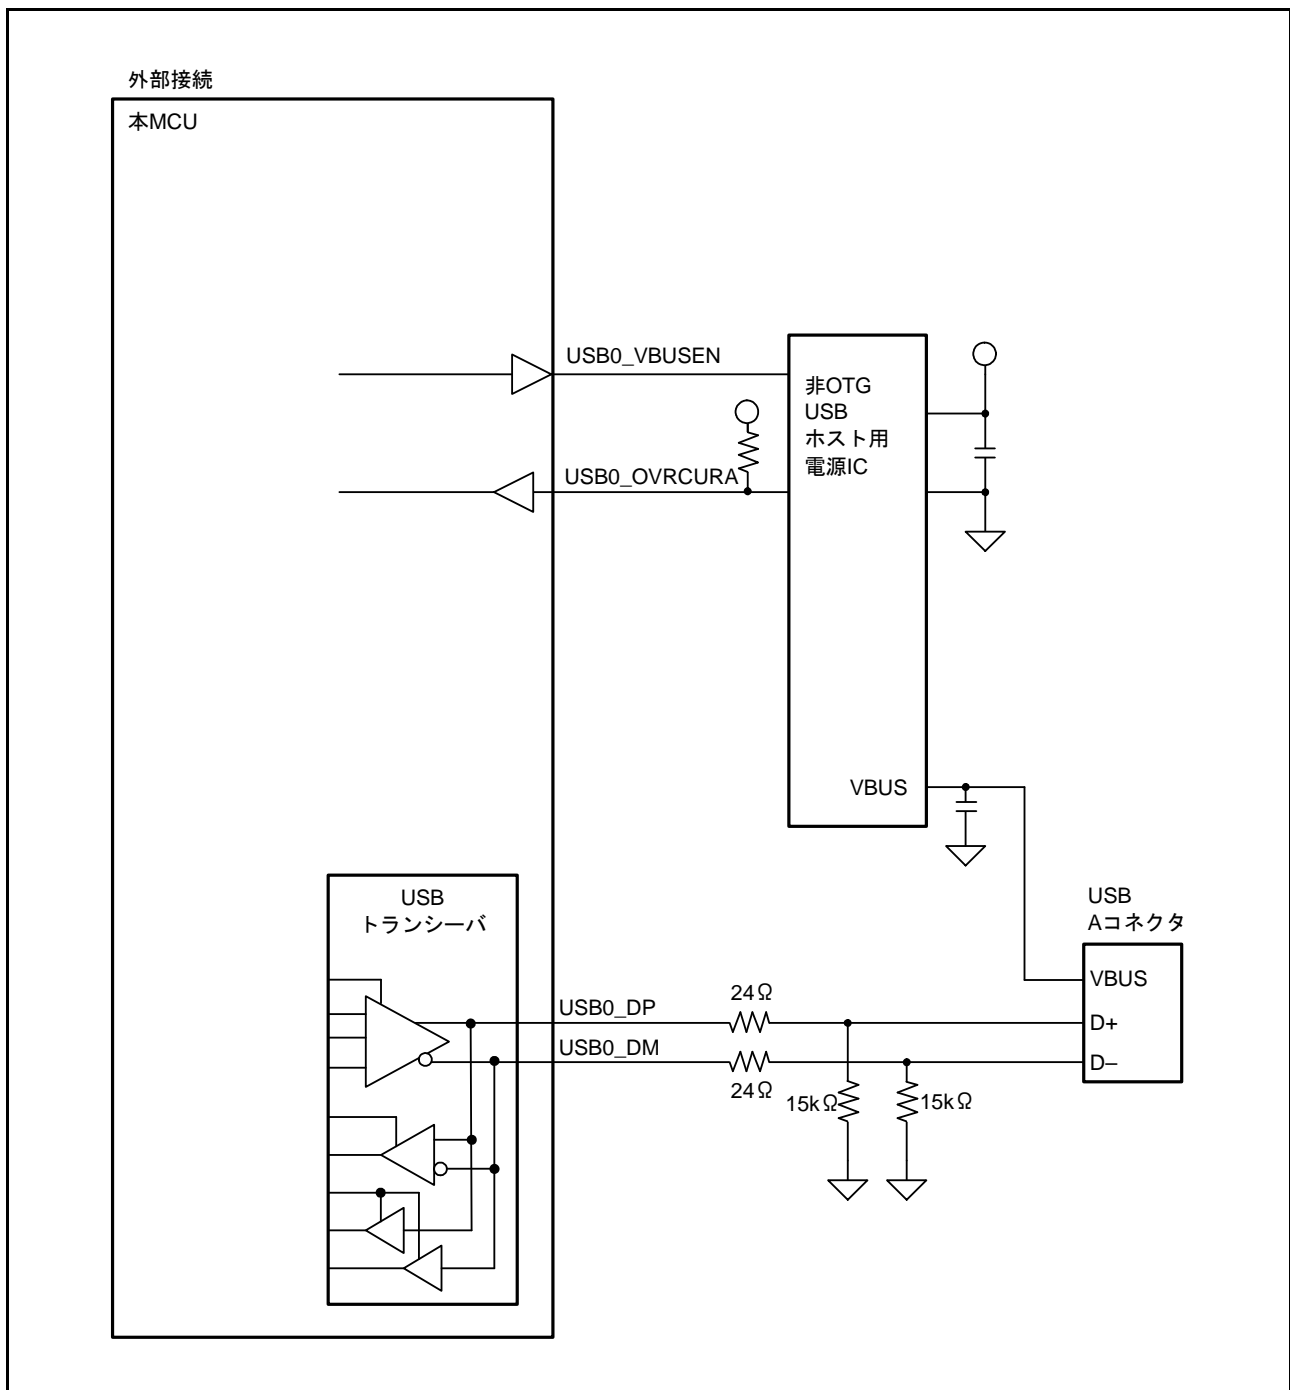 外部接続
本MCU
USB0_VBUSEN
USB0_OVRCURA
非OTG
USB
ホスト用
電源IC
VBUS
USB
トランシーバ
USB
Aコネクタ
VBUS
D+
D–
USB0_DP
24Ω
USB0_DM
24Ω
15kΩ
15kΩ